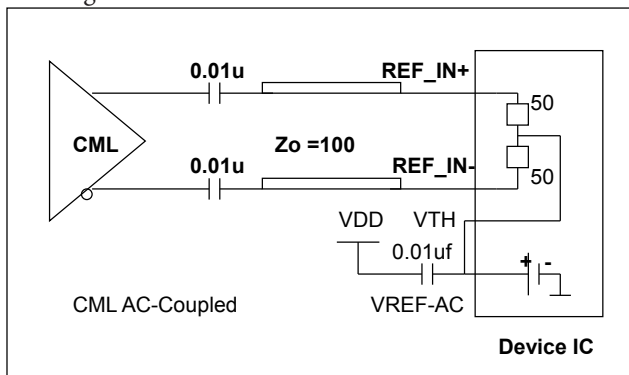 0.01u
REF_IN+
50
CML
Zo =100
0.01u
REF_IN-
50
VDD
VTH
0.01uf
+
-
CML AC-Coupled
VREF-AC
Device IC